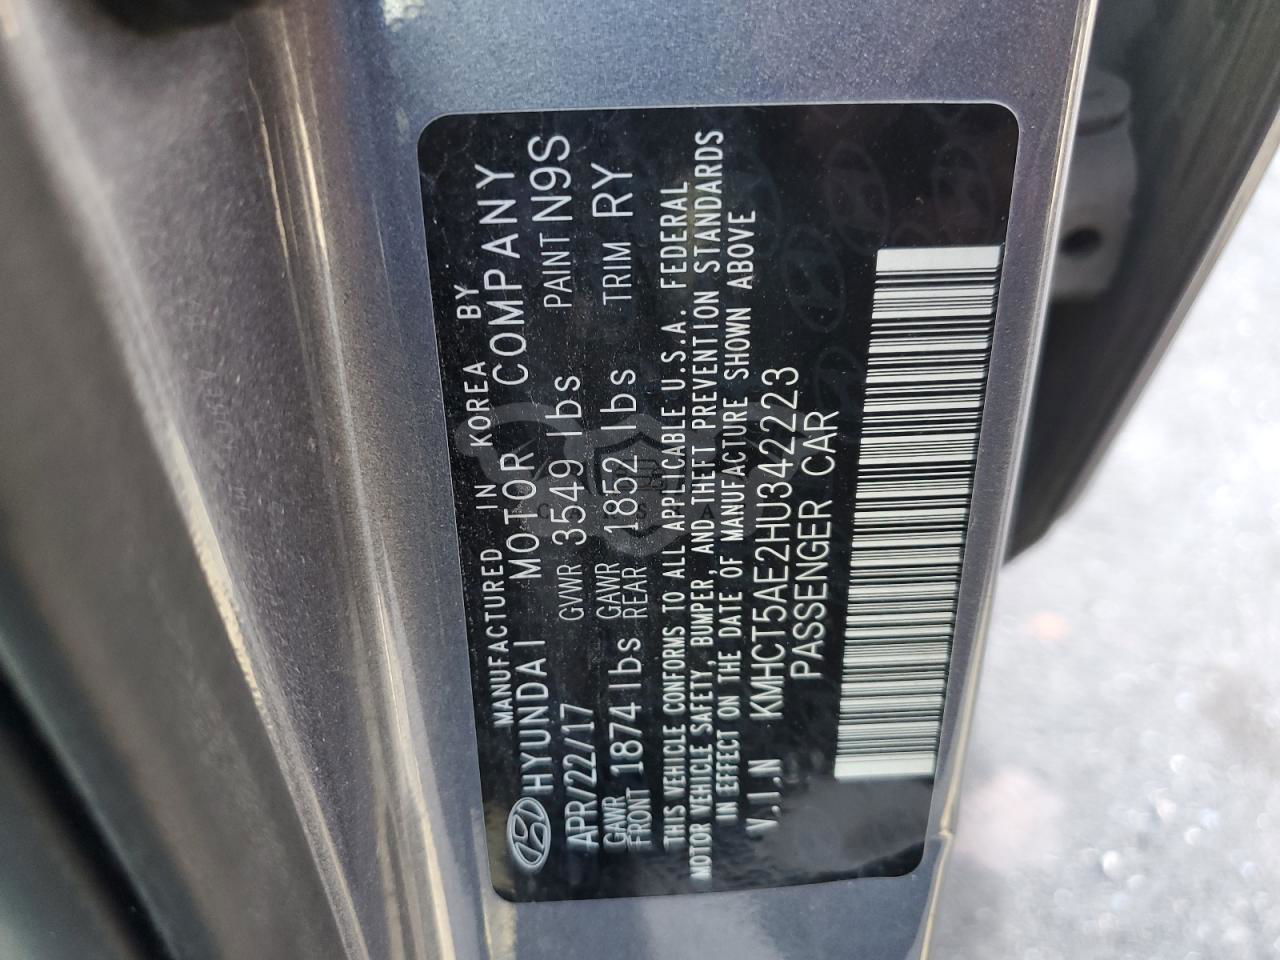 MANUFACTURED IN KOREA BY
HYUNDAI MOTOR COMPANY
APR/22/17 GVWR 3549 lbs PAINT N9S
GAWR FRONT 1874 lbs GAWR REAR 1852 lbs TRIM RY
THIS VEHICLE CONFORMS TO ALL APPLICABLE U.S.A. FEDERAL
MOTOR VEHICLE SAFETY, BUMPER, AND THEFT PREVENTION STANDARDS
IN EFFECT ON THE DATE OF MANUFACTURE SHOWN ABOVE
V.I.N KMHCT5AE2HU342223
PASSENGER CAR